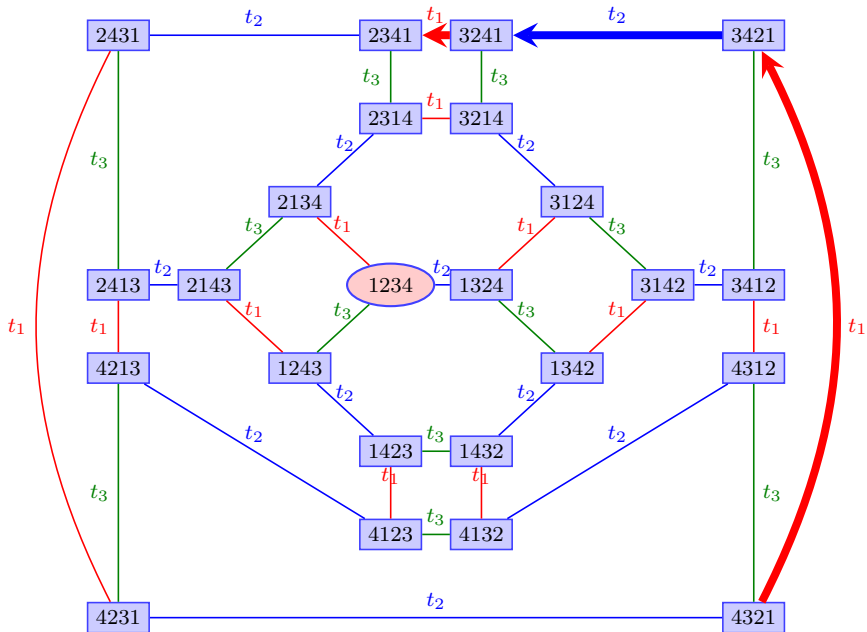 t₂ t₁ t₂
2431 2341 3241 3421
t₃ t₃
t₁
2314 3214
t₂ t₂
t₃ t₃
2134 3124
t₃ t₁ t₁ t₃
t₂ t₂ t₂
2413 2143 1234 1324 3142 3412
t₃ t₁ t₁ t₃
t₁ t₁ t₁ t₁
4213 1243 1342 4312
t₂ t₂
t₂ t₃ t₂
1423 1432
t₁ t₁
t₃ t₃
t₃
4123 4132
t₂
4231 4321